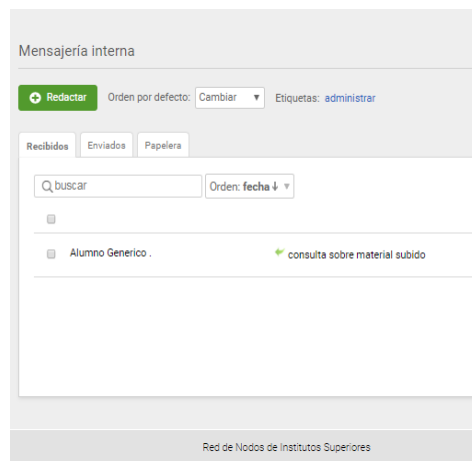 Mensajería interna
Redactar Orden por defecto: Cambiar Etiquetas: administrar
Recibidos Enviados Papelera
buscar Orden: fecha↓
Alumno Generico . consulta sobre material subido
Red de Nodos de Institutos Superiores